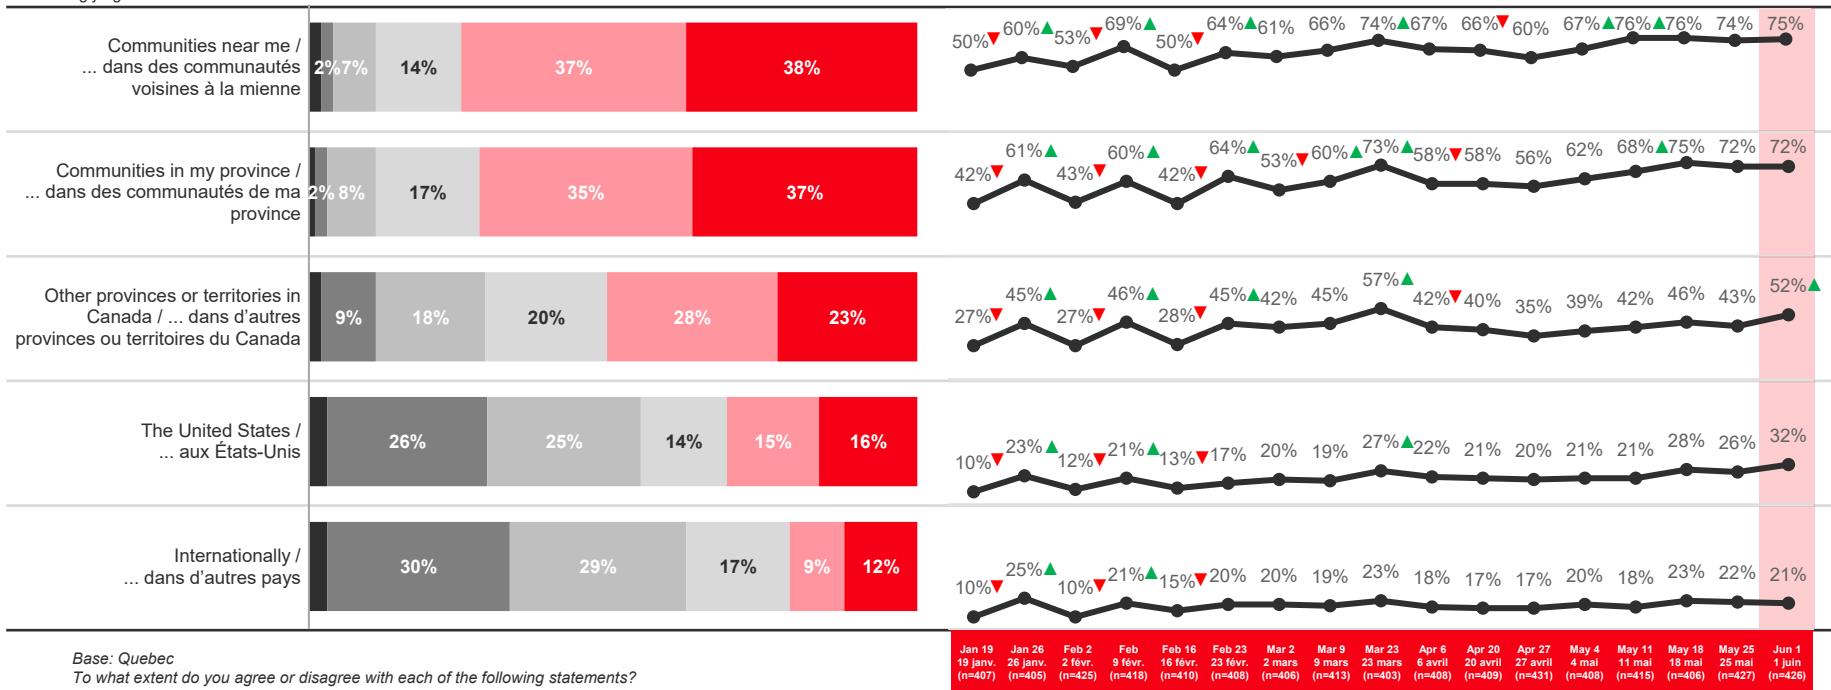 Communities near me /
... dans des communautés
voisines à la mienne
2% 7% 14% 37% 38%
50% 60% 53% 69% 50% 64% 61% 66% 74% 67% 66% 60% 67% 76% 76% 74% 75%
Communities in my province /
... dans des communautés de ma
province
2% 8% 17% 35% 37%
42% 61% 43% 60% 42% 64% 53% 60% 73% 58% 58% 56% 62% 68% 75% 72% 72%
Other provinces or territories in
Canada / ... dans d'autres
provinces ou territoires du Canada
9% 18% 20% 28% 23%
27% 45% 27% 46% 28% 45% 42% 45% 57% 42% 40% 35% 39% 42% 46% 43% 52%
The United States /
... aux États-Unis
26% 25% 14% 15% 16%
10% 23% 12% 21% 13% 17% 20% 19% 27% 22% 21% 20% 21% 21% 28% 26% 32%
Internationally /
... dans d'autres pays
30% 29% 17% 9% 12%
10% 25% 10% 21% 15% 20% 20% 19% 23% 18% 17% 17% 20% 18% 23% 22% 21%
Jan 19 Jan 26 Feb 2 Feb Feb 16 Feb 23 Mar 2 Mar 9 Mar 23 Apr 6 Apr 20 Apr 27 May 4 May 11 May 18 May 25 Jun 1
19 janv. 26 janv. 2 févr. 9 févr. 16 févr. 23 févr. 2 mars 9 mars 23 mars 6 avril 20 avril 27 avril 4 mai 11 mai 18 mai 25 mai 1 juin
(n=407) (n=405) (n=425) (n=418) (n=410) (n=408) (n=406) (n=413) (n=403) (n=408) (n=409) (n=431) (n=408) (n=415) (n=406) (n=427) (n=426)
Base: Quebec
To what extent do you agree or disagree with each of the following statements?